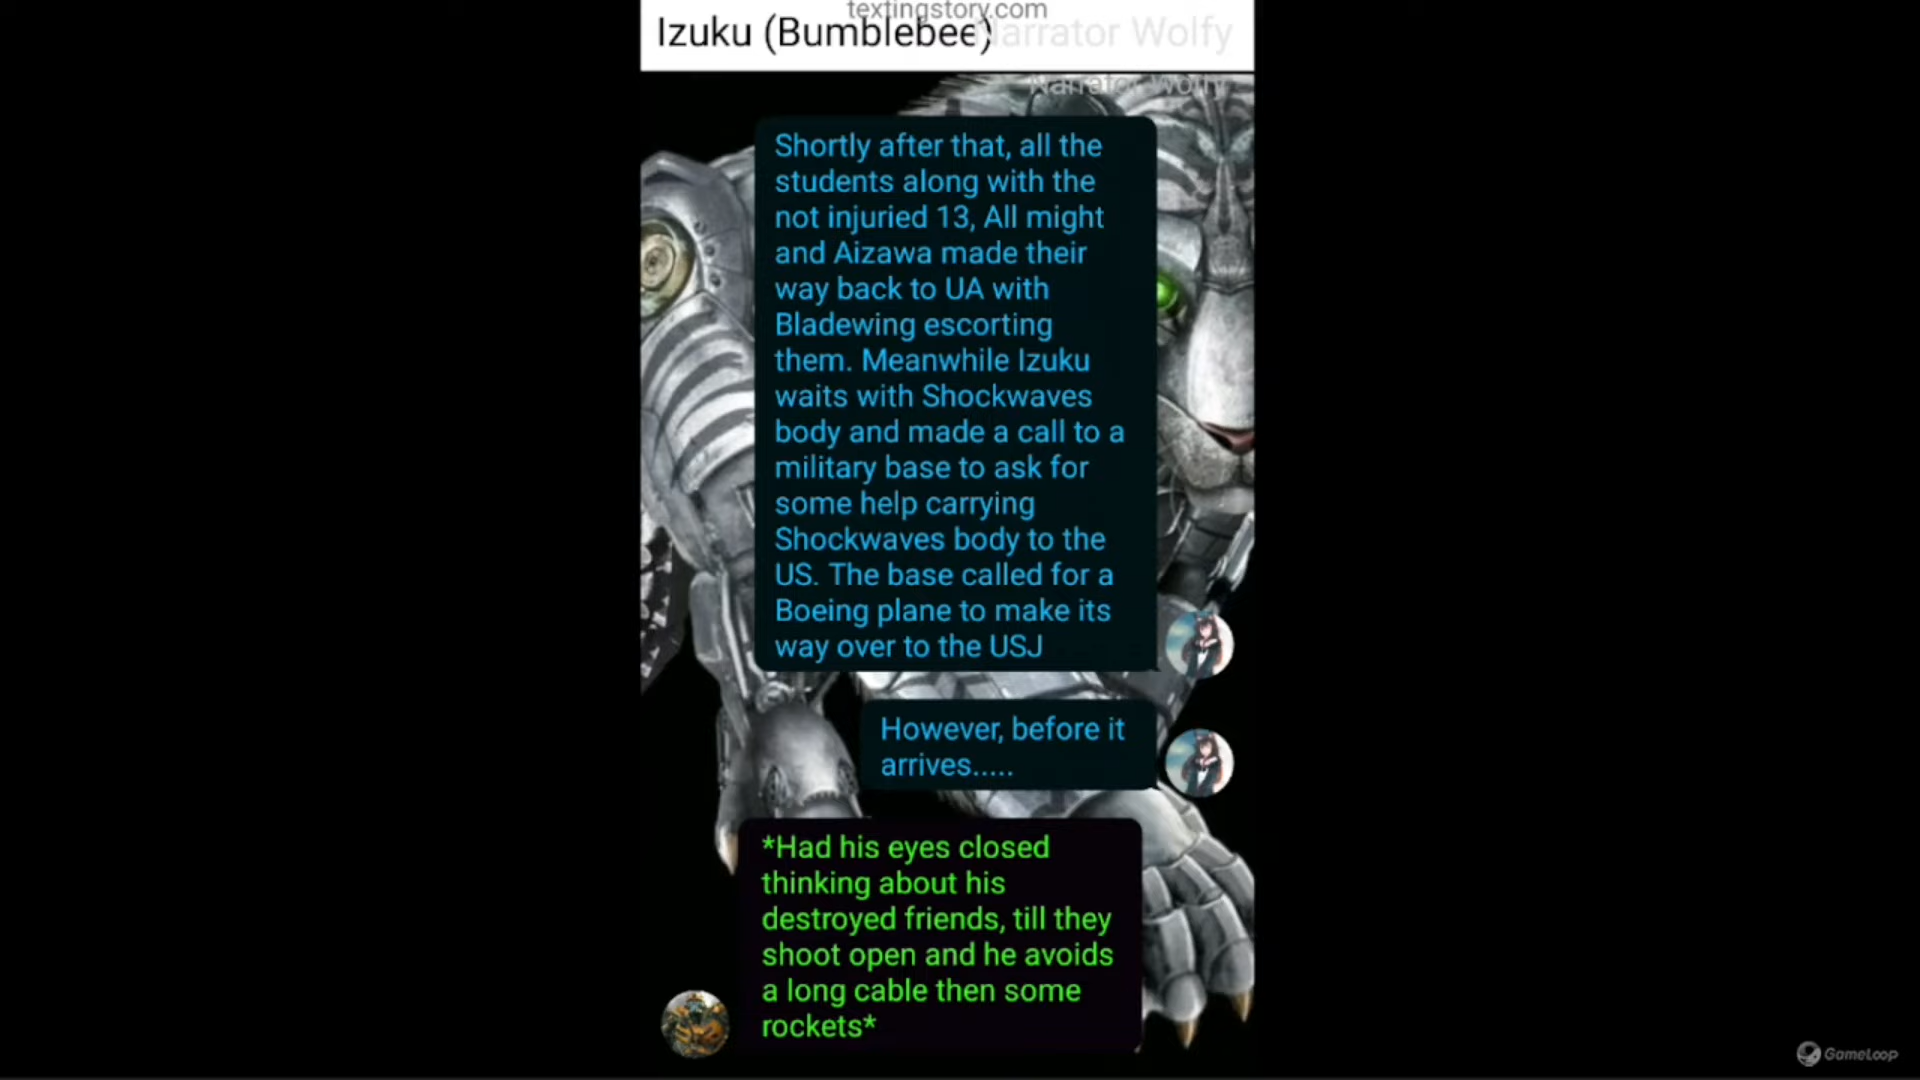 textingstory.com
Izuku (Bumblebee)
Narrator Wolfy
Narrator Wolfy
Shortly after that, all the
students along with the
not injuried 13, All might
and Aizawa made their
way back to UA with
Bladewing escorting
them. Meanwhile Izuku
waits with Shockwaves
body and made a call to a
military base to ask for
some help carrying
Shockwaves body to the
US. The base called for a
Boeing plane to make its
way over to the USJ
However, before it
arrives.....
*Had his eyes closed
thinking about his
destroyed friends, till they
shoot open and he avoids
a long cable then some
rockets*
GameLoop